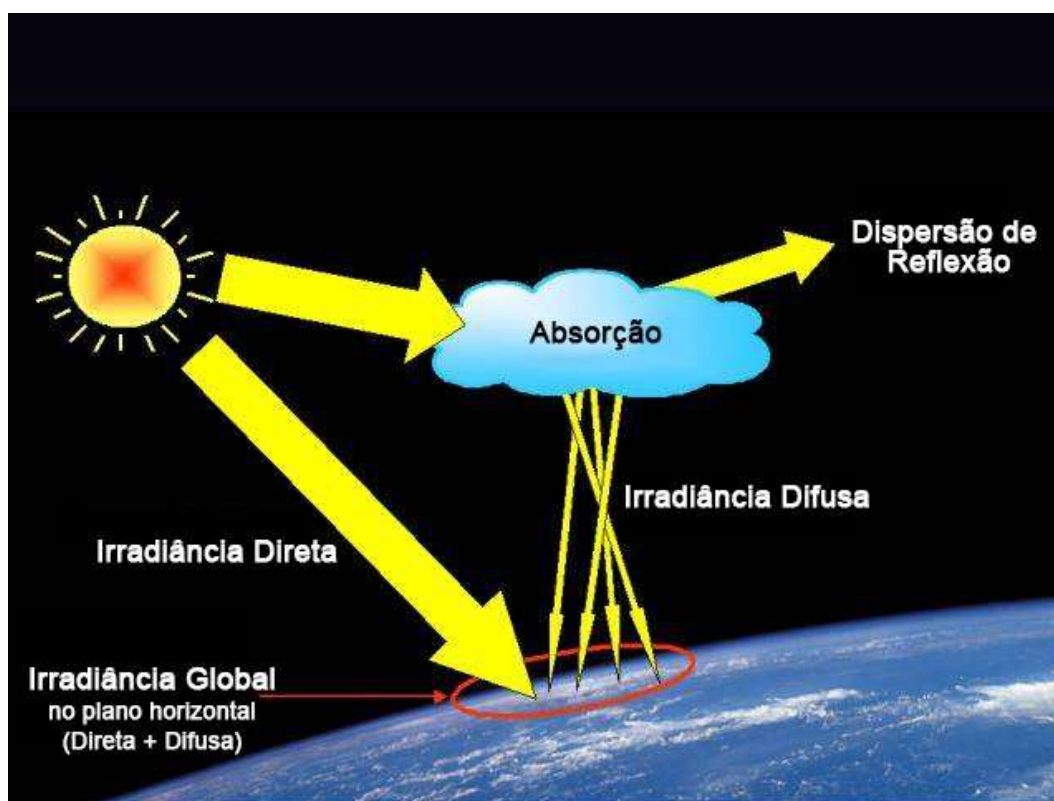 Dispersão de
Reflexão
Absorção
Irradiância Difusa
Irradiância Direta
Irradiância Global
no plano horizontal
(Direta + Difusa)